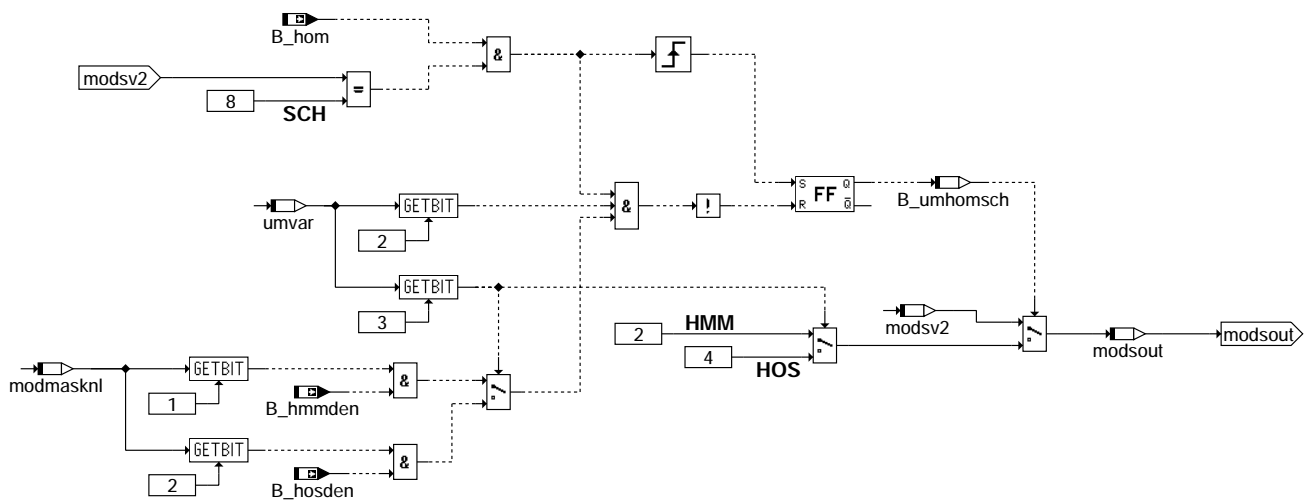 B_hom
&
modsv2
=
8
SCH
umvar
GETBIT
2
&
!
S Q
FF
R Q̅
B_umhomsch
GETBIT
3
2
HMM
4
HOS
modsv2
modsout
modsout
modmasknl
GETBIT
1
B_hmmden
&
GETBIT
2
B_hosden
&